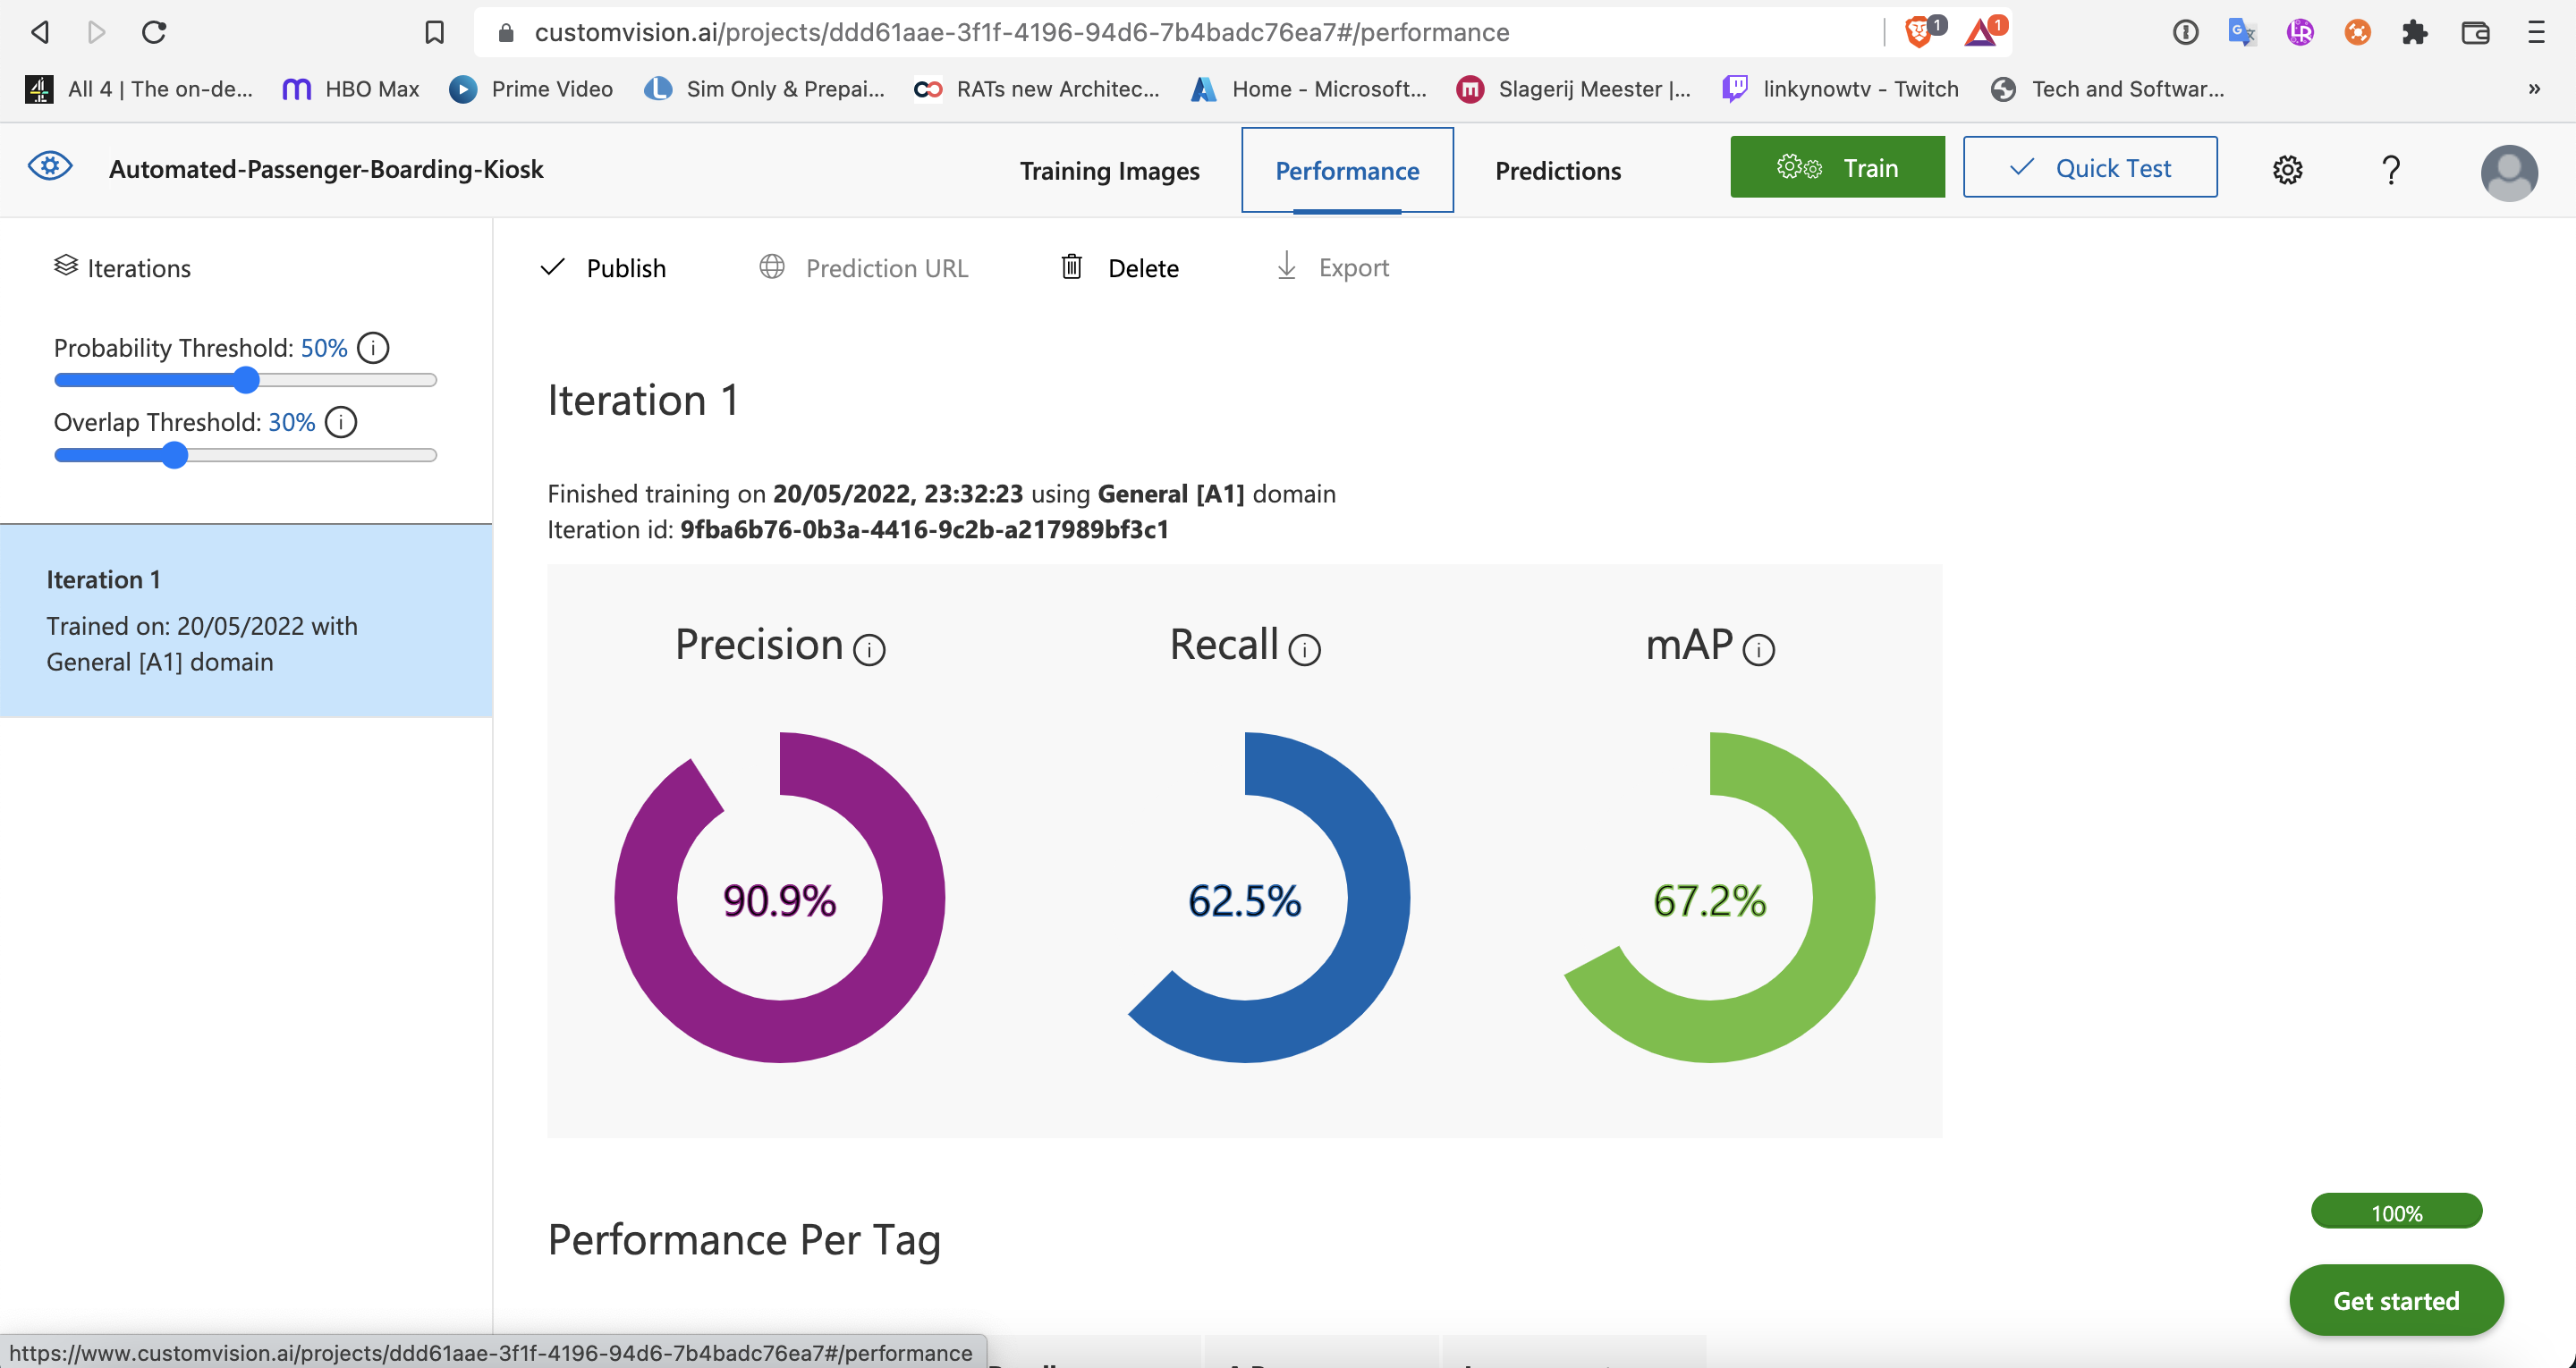 customvision.ai/projects/ddd61aae-3f1f-4196-94d6-7b4badc76ea7#/performance
1
1
All 4 | The on-de...
HBO Max
Prime Video
Sim Only & Prepai...
RATs new Architec...
Home - Microsoft...
Slagerij Meester |...
linkynowtv - Twitch
Tech and Softwar...
»
Automated-Passenger-Boarding-Kiosk
Training Images
Performance
Predictions
Train
Quick Test
?
Iterations
Publish
Prediction URL
Delete
Export
Probability Threshold: 50%
Overlap Threshold: 30%
Iteration 1
Trained on: 20/05/2022 with
General [A1] domain
Iteration 1
Finished training on 20/05/2022, 23:32:23 using General [A1] domain
Iteration id: 9fba6b76-0b3a-4416-9c2b-a217989bf3c1
Precision
Recall
mAP
90.9%
62.5%
67.2%
Performance Per Tag
100%
Get started
https://www.customvision.ai/projects/ddd61aae-3f1f-4196-94d6-7b4badc76ea7#/performance